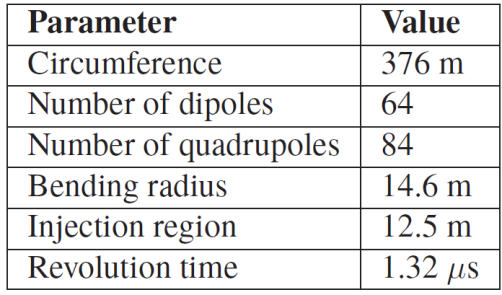 Parameter Value
Circumference 376 m
Number of dipoles 64
Number of quadrupoles 84
Bending radius 14.6 m
Injection region 12.5 m
Revolution time 1.32 μs